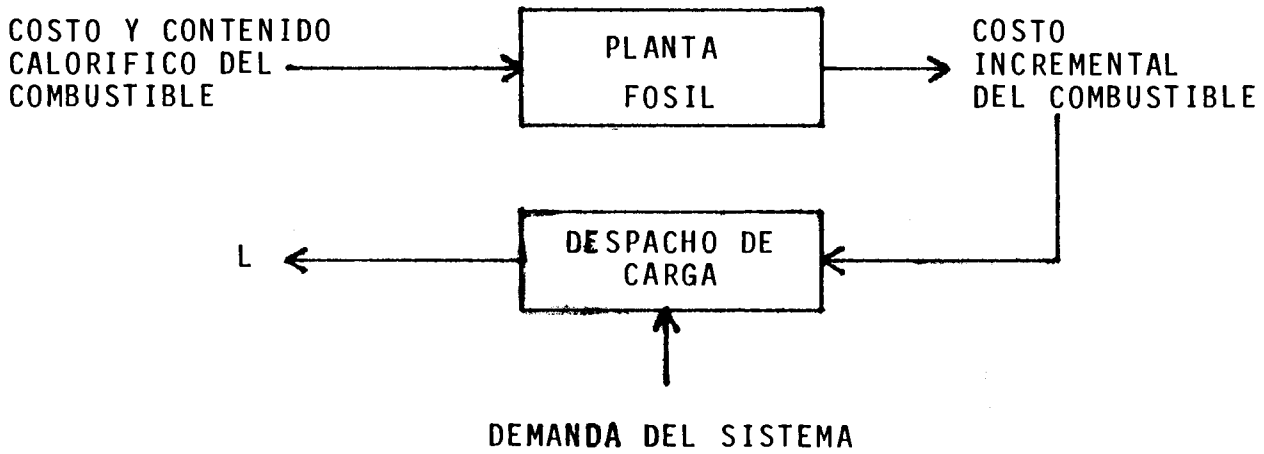 COSTO Y CONTENIDO
CALORIFICO DEL
COMBUSTIBLE
PLANTA
FOSIL
COSTO
INCREMENTAL
DEL COMBUSTIBLE
L
DESPACHO DE
CARGA
DEMANDA DEL SISTEMA